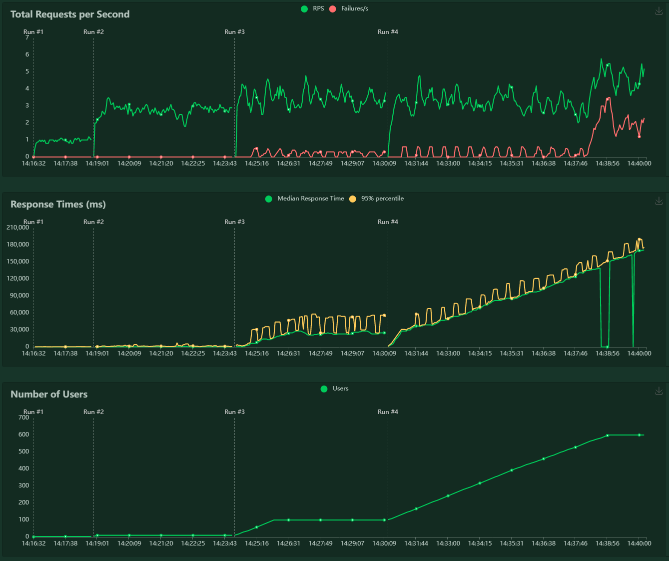 Total Requests per Second
RPS Failures/s
Run #1 Run #2 Run #3 Run #4
7
6
5
4
3
2
1
0
14:16:32 14:17:38 14:19:01 14:20:09 14:21:20 14:22:25 14:23:43 14:25:16 14:26:31 14:27:49 14:29:07 14:30:09 14:31:44 14:33:00 14:34:15 14:35:31 14:36:38 14:37:46 14:38:56 14:40:00
Response Times (ms)
Median Response Time 95% percentile
Run #1 Run #2 Run #3 Run #4
210,000
180,000
150,000
120,000
90,000
60,000
30,000
0
14:16:32 14:17:38 14:19:01 14:20:09 14:21:20 14:22:25 14:23:43 14:25:16 14:26:31 14:27:49 14:29:07 14:30:09 14:31:44 14:33:00 14:34:15 14:35:31 14:36:38 14:37:46 14:38:56 14:40:00
Number of Users
Users
Run #1 Run #2 Run #3 Run #4
700
600
500
400
300
200
100
0
14:16:32 14:17:38 14:19:01 14:20:09 14:21:20 14:22:25 14:23:43 14:25:16 14:26:31 14:27:49 14:29:07 14:30:09 14:31:44 14:33:00 14:34:15 14:35:31 14:36:38 14:37:46 14:38:56 14:40:00